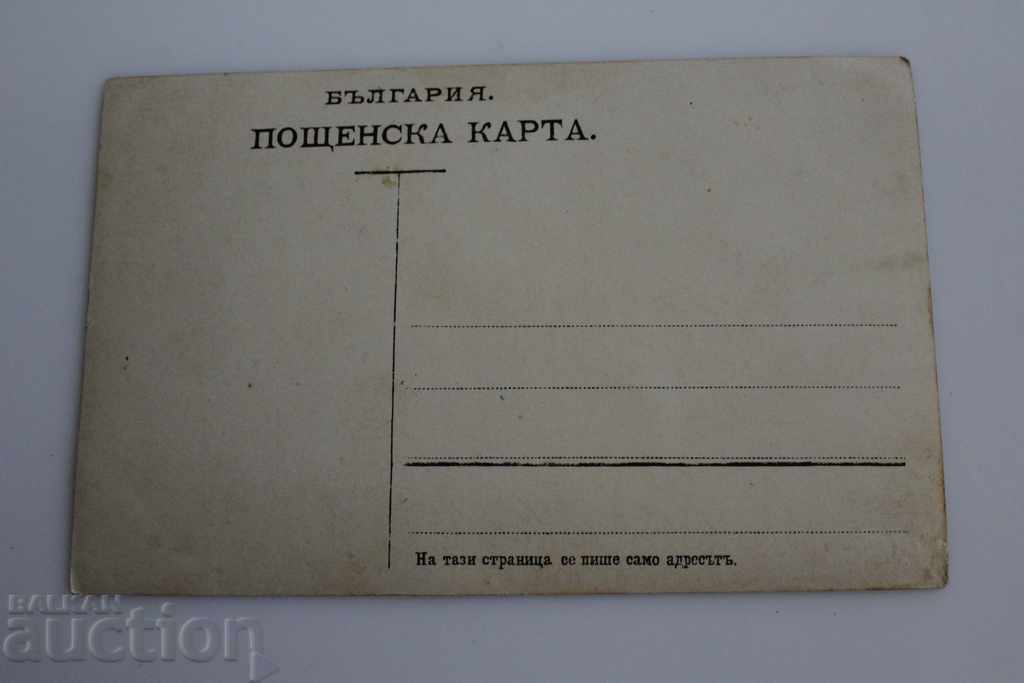 БЪЛГАРИЯ.
ПОЩЕНСКА КАРТА.
На тази страница се пише само адресътъ.
BALKAN
auction